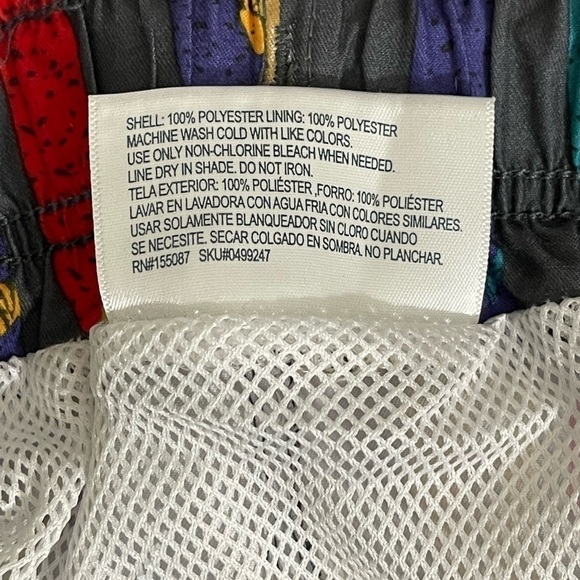 SHELL: 100% POLYESTER LINING: 100% POLYESTER
MACHINE WASH COLD WITH LIKE COLORS.
USE ONLY NON-CHLORINE BLEACH WHEN NEEDED.
LINE DRY IN SHADE. DO NOT IRON.
TELA EXTERIOR: 100% POLIÉSTER ,FORRO: 100% POLIÉSTER
LAVAR EN LAVADORA CON AGUA FRIA CON COLORES SIMILARES.
USAR SOLAMENTE BLANQUEADOR SIN CLORO CUANDO
SE NECESITE. SECAR COLGADO EN SOMBRA. NO PLANCHAR.
RN#155087 SKU#0499247